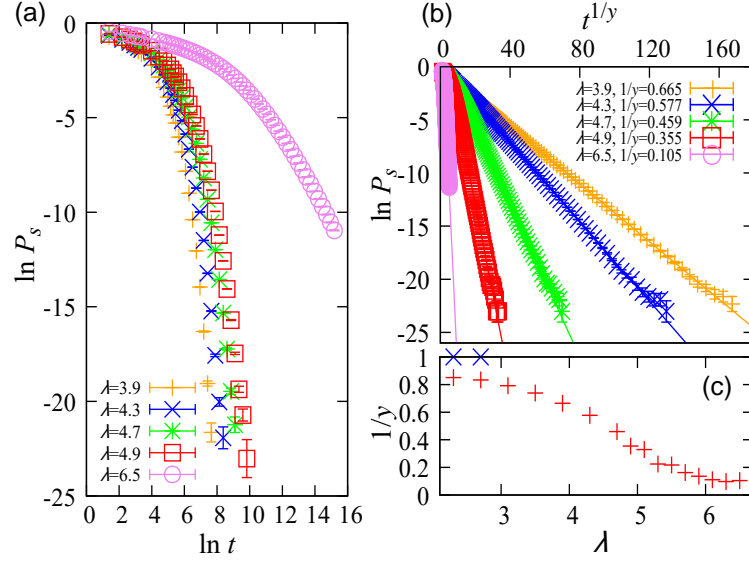 (a)
0
-5
-10
-15
-20
-25
ln P_s
λ=3.9
λ=4.3
λ=4.7
λ=4.9
λ=6.5
0 2 4 6 8 10 12 14 16
ln t
(b)
t^{1/y}
0 40 80 120 160
0
-5
-10
-15
-20
-25
ln P_s
λ=3.9, 1/y=0.665
λ=4.3, 1/y=0.577
λ=4.7, 1/y=0.459
λ=4.9, 1/y=0.355
λ=6.5, 1/y=0.105
(c)
1
0.8
0.6
0.4
0.2
0
1/y
3 4 5 6
λ